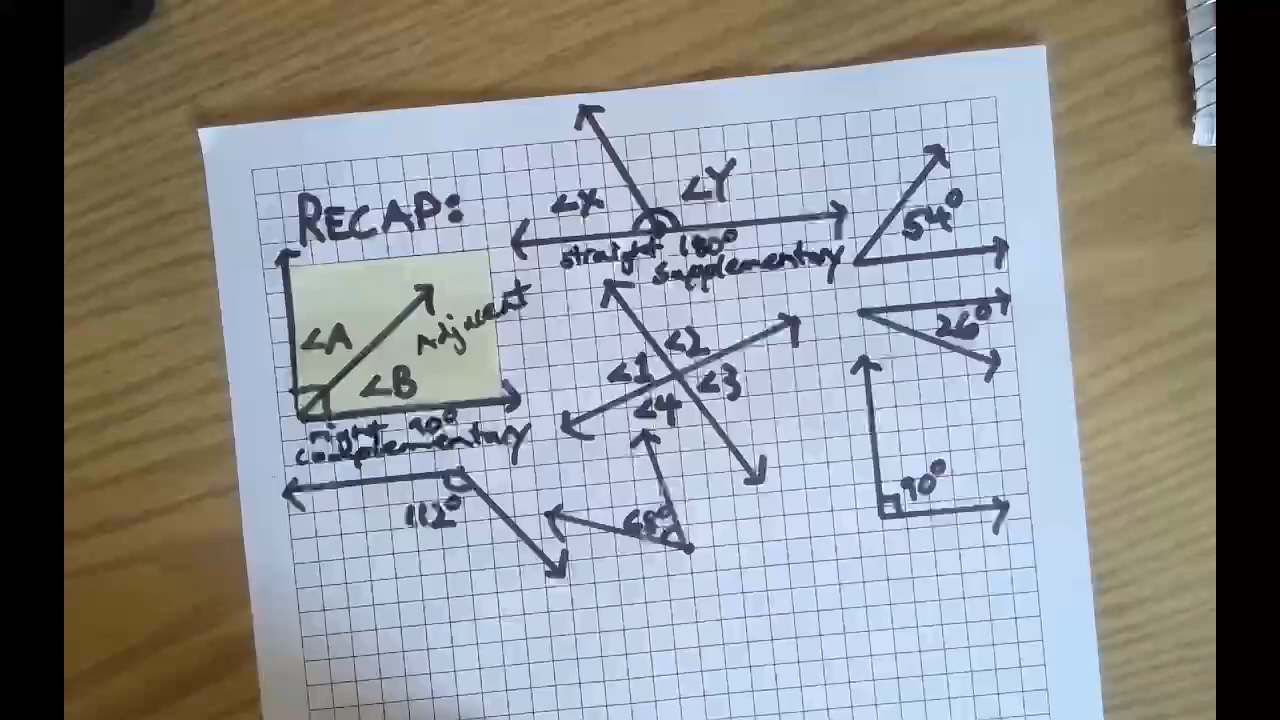 RECAP:
∠A
∠B
Adjacent
right 90°
complementary
∠X
∠Y
straight 180°
supplementary
∠1
∠2
∠3
∠4
54°
26°
90°
112°
68°